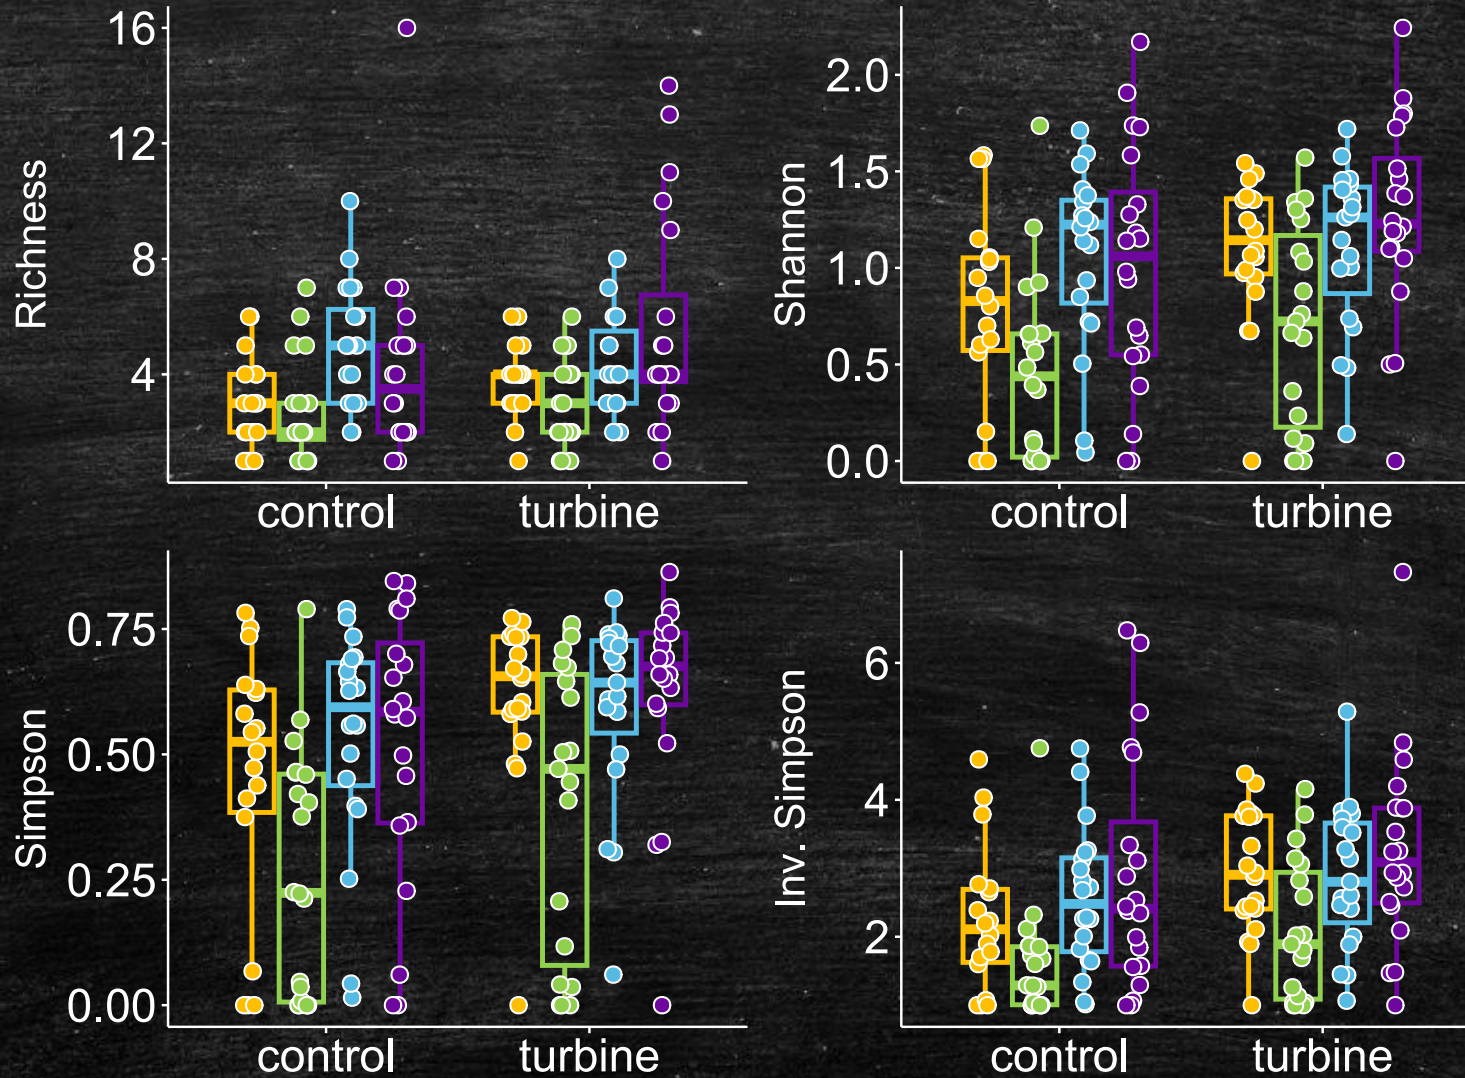 Richness
16
12
8
4
control turbine
Shannon
2.0
1.5
1.0
0.5
0.0
control turbine
Simpson
0.75
0.50
0.25
0.00
control turbine
Inv. Simpson
6
4
2
control turbine